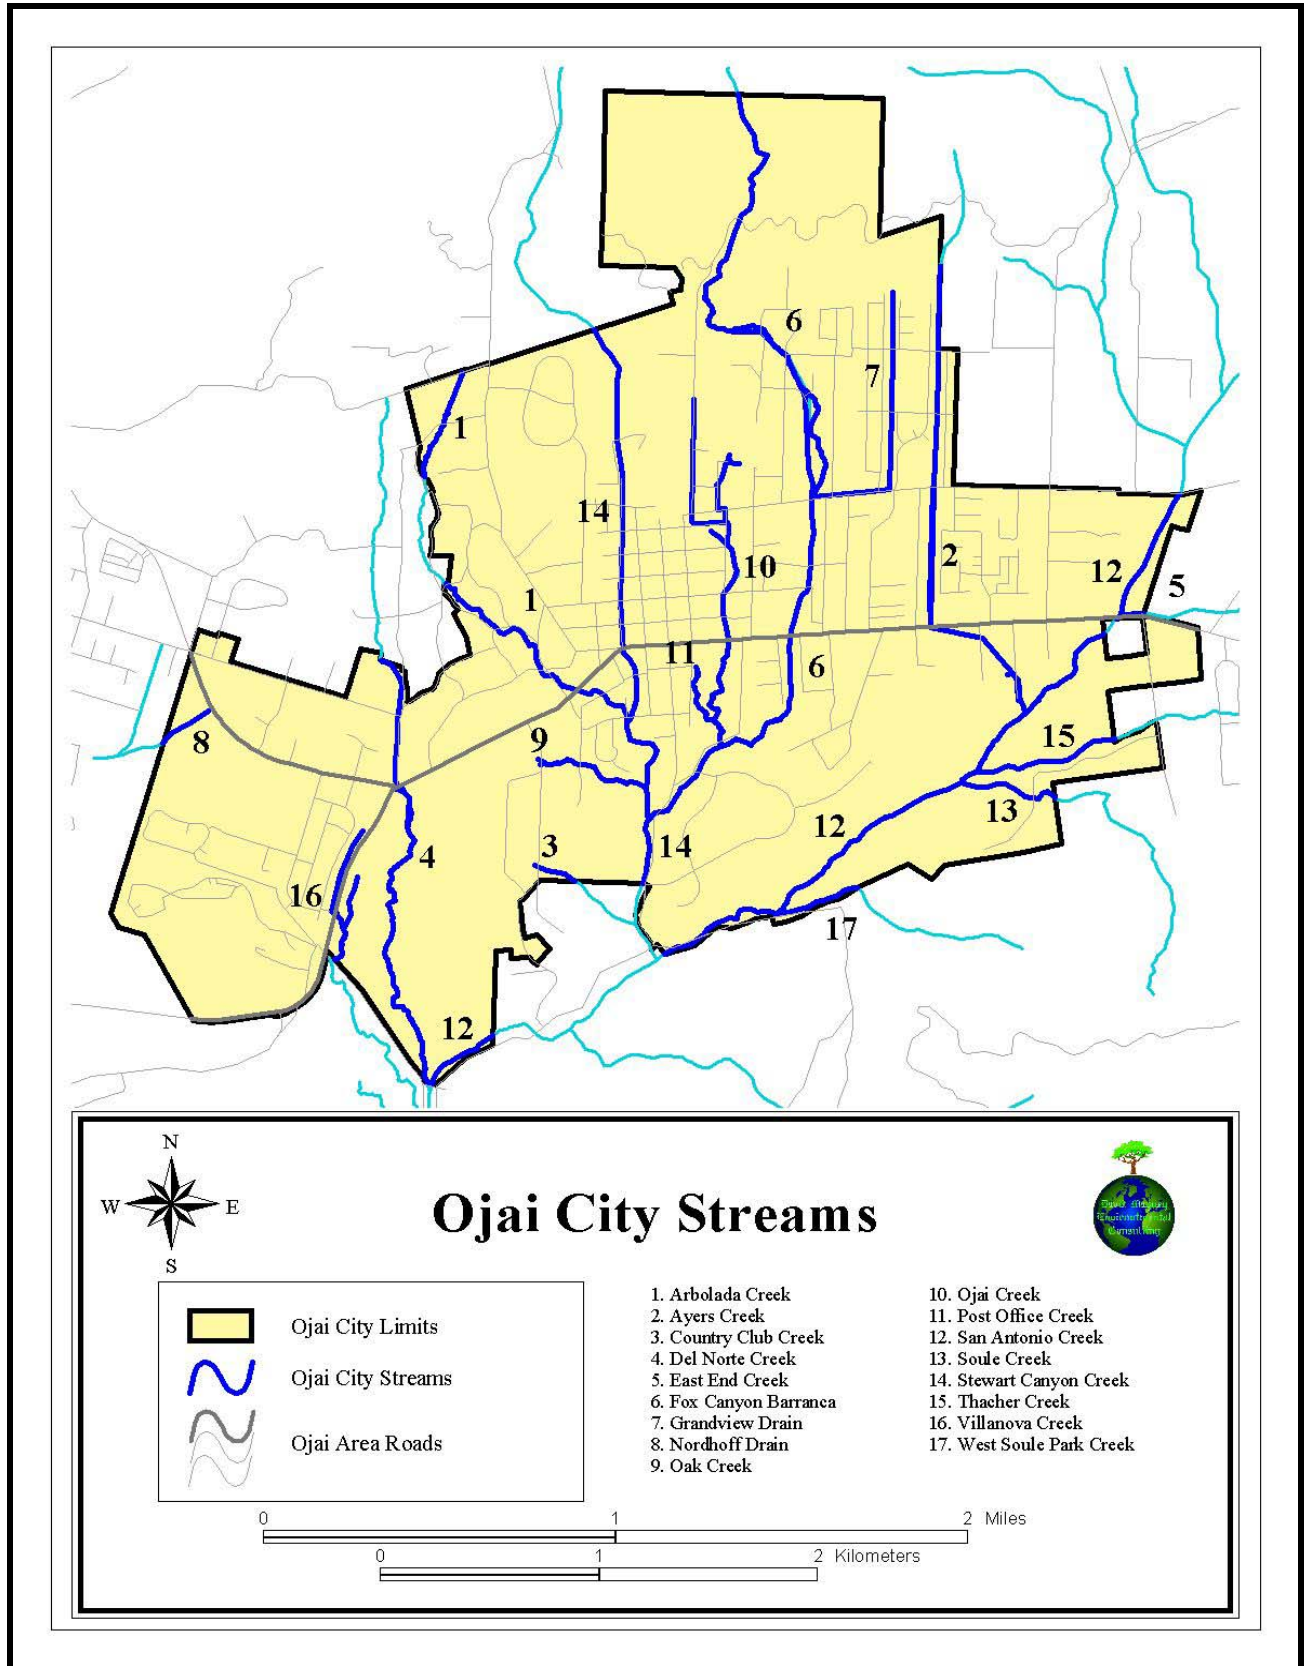 6
7
1
14
10
2
12
5
1
11
6
8
9
15
4
3
14
12
13
16
17
12
N
W E
S
Ojai City Streams
Environmental
Consulting
Ojai City Limits
Ojai City Streams
Ojai Area Roads
1. Arbolada Creek
2. Ayers Creek
3. Country Club Creek
4. Del Norte Creek
5. East End Creek
6. Fox Canyon Barranca
7. Grandview Drain
8. Nordhoff Drain
9. Oak Creek
10. Ojai Creek
11. Post Office Creek
12. San Antonio Creek
13. Soule Creek
14. Stewart Canyon Creek
15. Thacher Creek
16. Villanova Creek
17. West Soule Park Creek
0 1 2 Miles
0 1 2 Kilometers